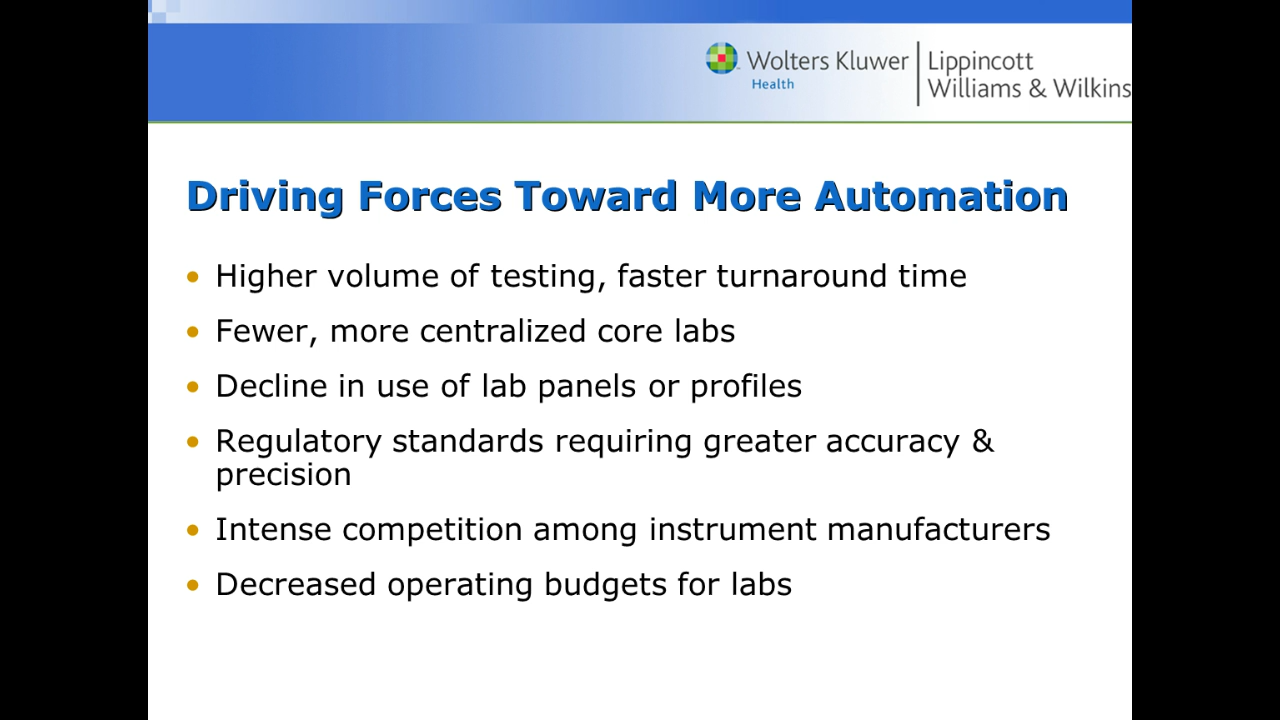 Wolters Kluwer
Health
Lippincott
Williams & Wilkins
Driving Forces Toward More Automation
• Higher volume of testing, faster turnaround time
• Fewer, more centralized core labs
• Decline in use of lab panels or profiles
• Regulatory standards requiring greater accuracy &
precision
• Intense competition among instrument manufacturers
• Decreased operating budgets for labs